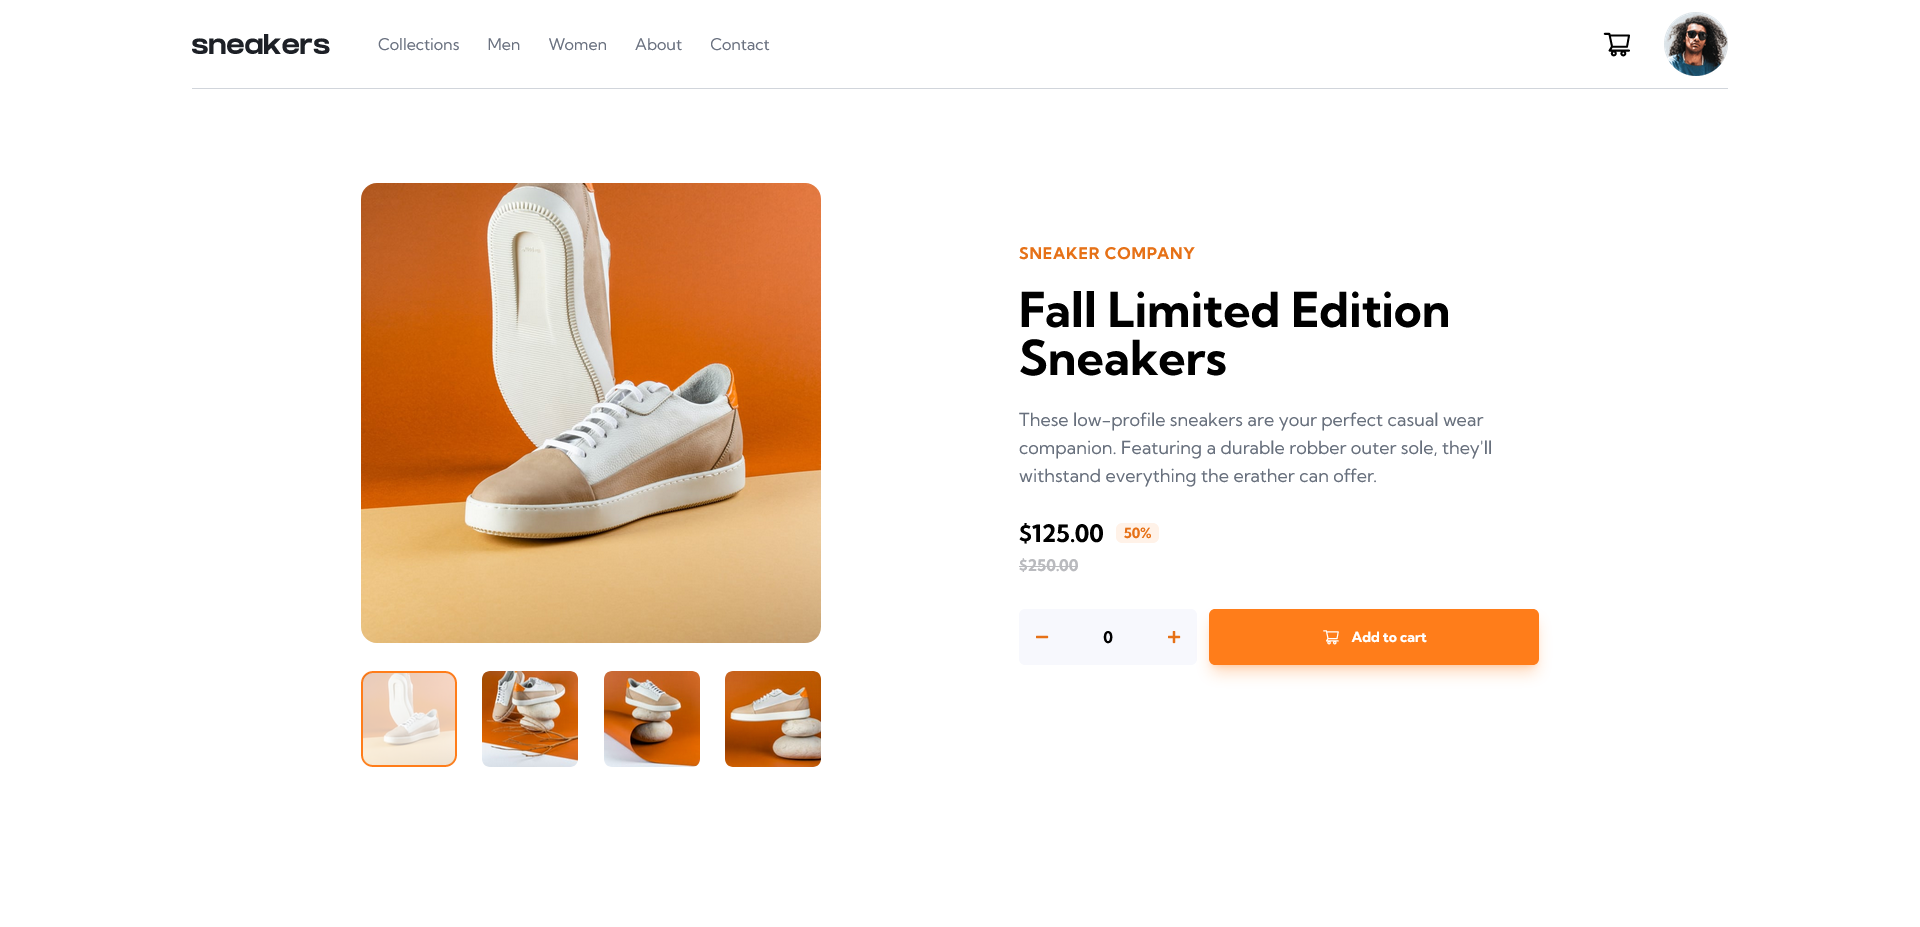 sneakers
Collections
Men
Women
About
Contact
SNEAKER COMPANY
Fall Limited Edition
Sneakers
These low-profile sneakers are your perfect casual wear
companion. Featuring a durable robber outer sole, they'll
withstand everything the erather can offer.
$125.00 50%
$250.00
− 0 +
Add to cart